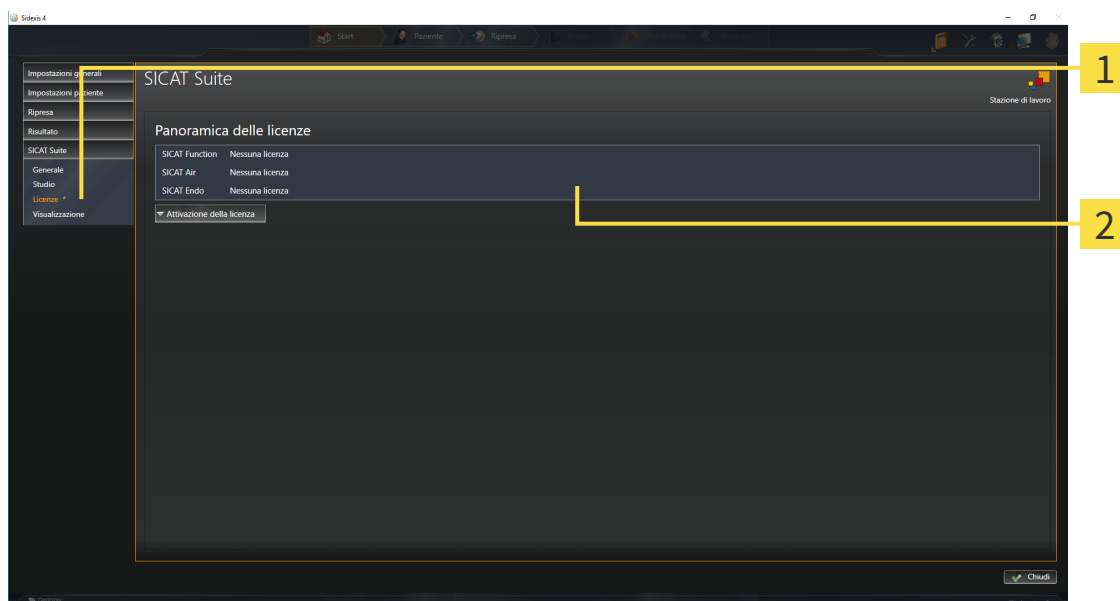 Sidexis 4
Start
Paziente
Ripresa
Impostazioni generali
Impostazioni paziente
Ripresa
Risultato
SICAT Suite
Generale
Studio
Licenze *
Visualizzazione
SICAT Suite
Stazione di lavoro
Panoramica delle licenze
SICAT Function Nessuna licenza
SICAT Air Nessuna licenza
SICAT Endo Nessuna licenza
Attivazione della licenza
Chiudi
1
2